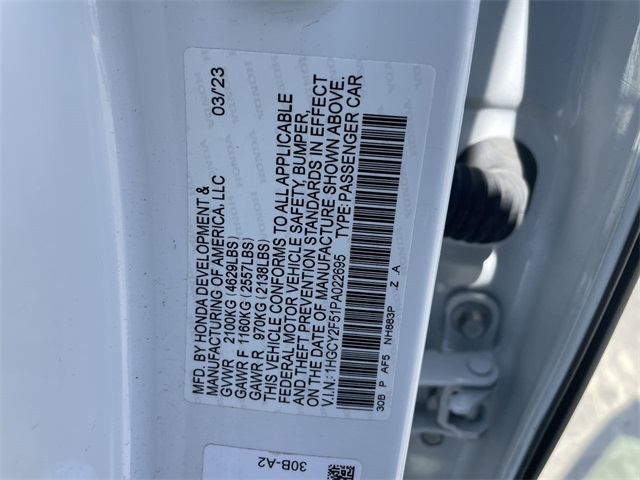 MFD. BY HONDA DEVELOPMENT & 03/'23
MANUFACTURING OF AMERICA, LLC
GVWR 2100KG (4629LBS)
GAWR F 1160KG (2557LBS)
GAWR R 970KG (2138LBS)
THIS VEHICLE CONFORMS TO ALL APPLICABLE
FEDERAL MOTOR VEHICLE SAFETY, BUMPER,
AND THEFT PREVENTION STANDARDS IN EFFECT
ON THE DATE OF MANUFACTURE SHOWN ABOVE.
V.I.N.: 1HGCY2F51PA022695 TYPE: PASSENGER CAR
30B P AF5 NH883P Z A
30B-A2